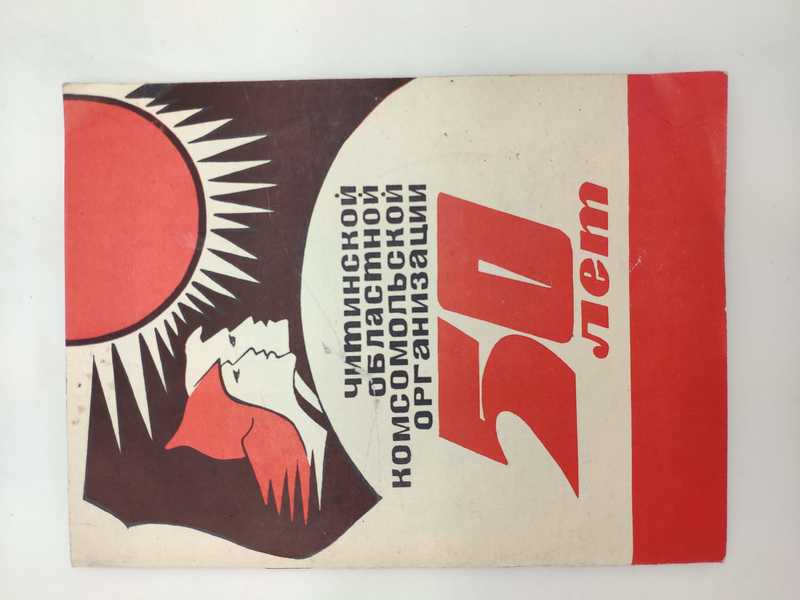 ЧИТИНСКОЙ
ОБЛАСТНОЙ
КОМСОМОЛЬСКОЙ
ОРГАНИЗАЦИИ
50
лет